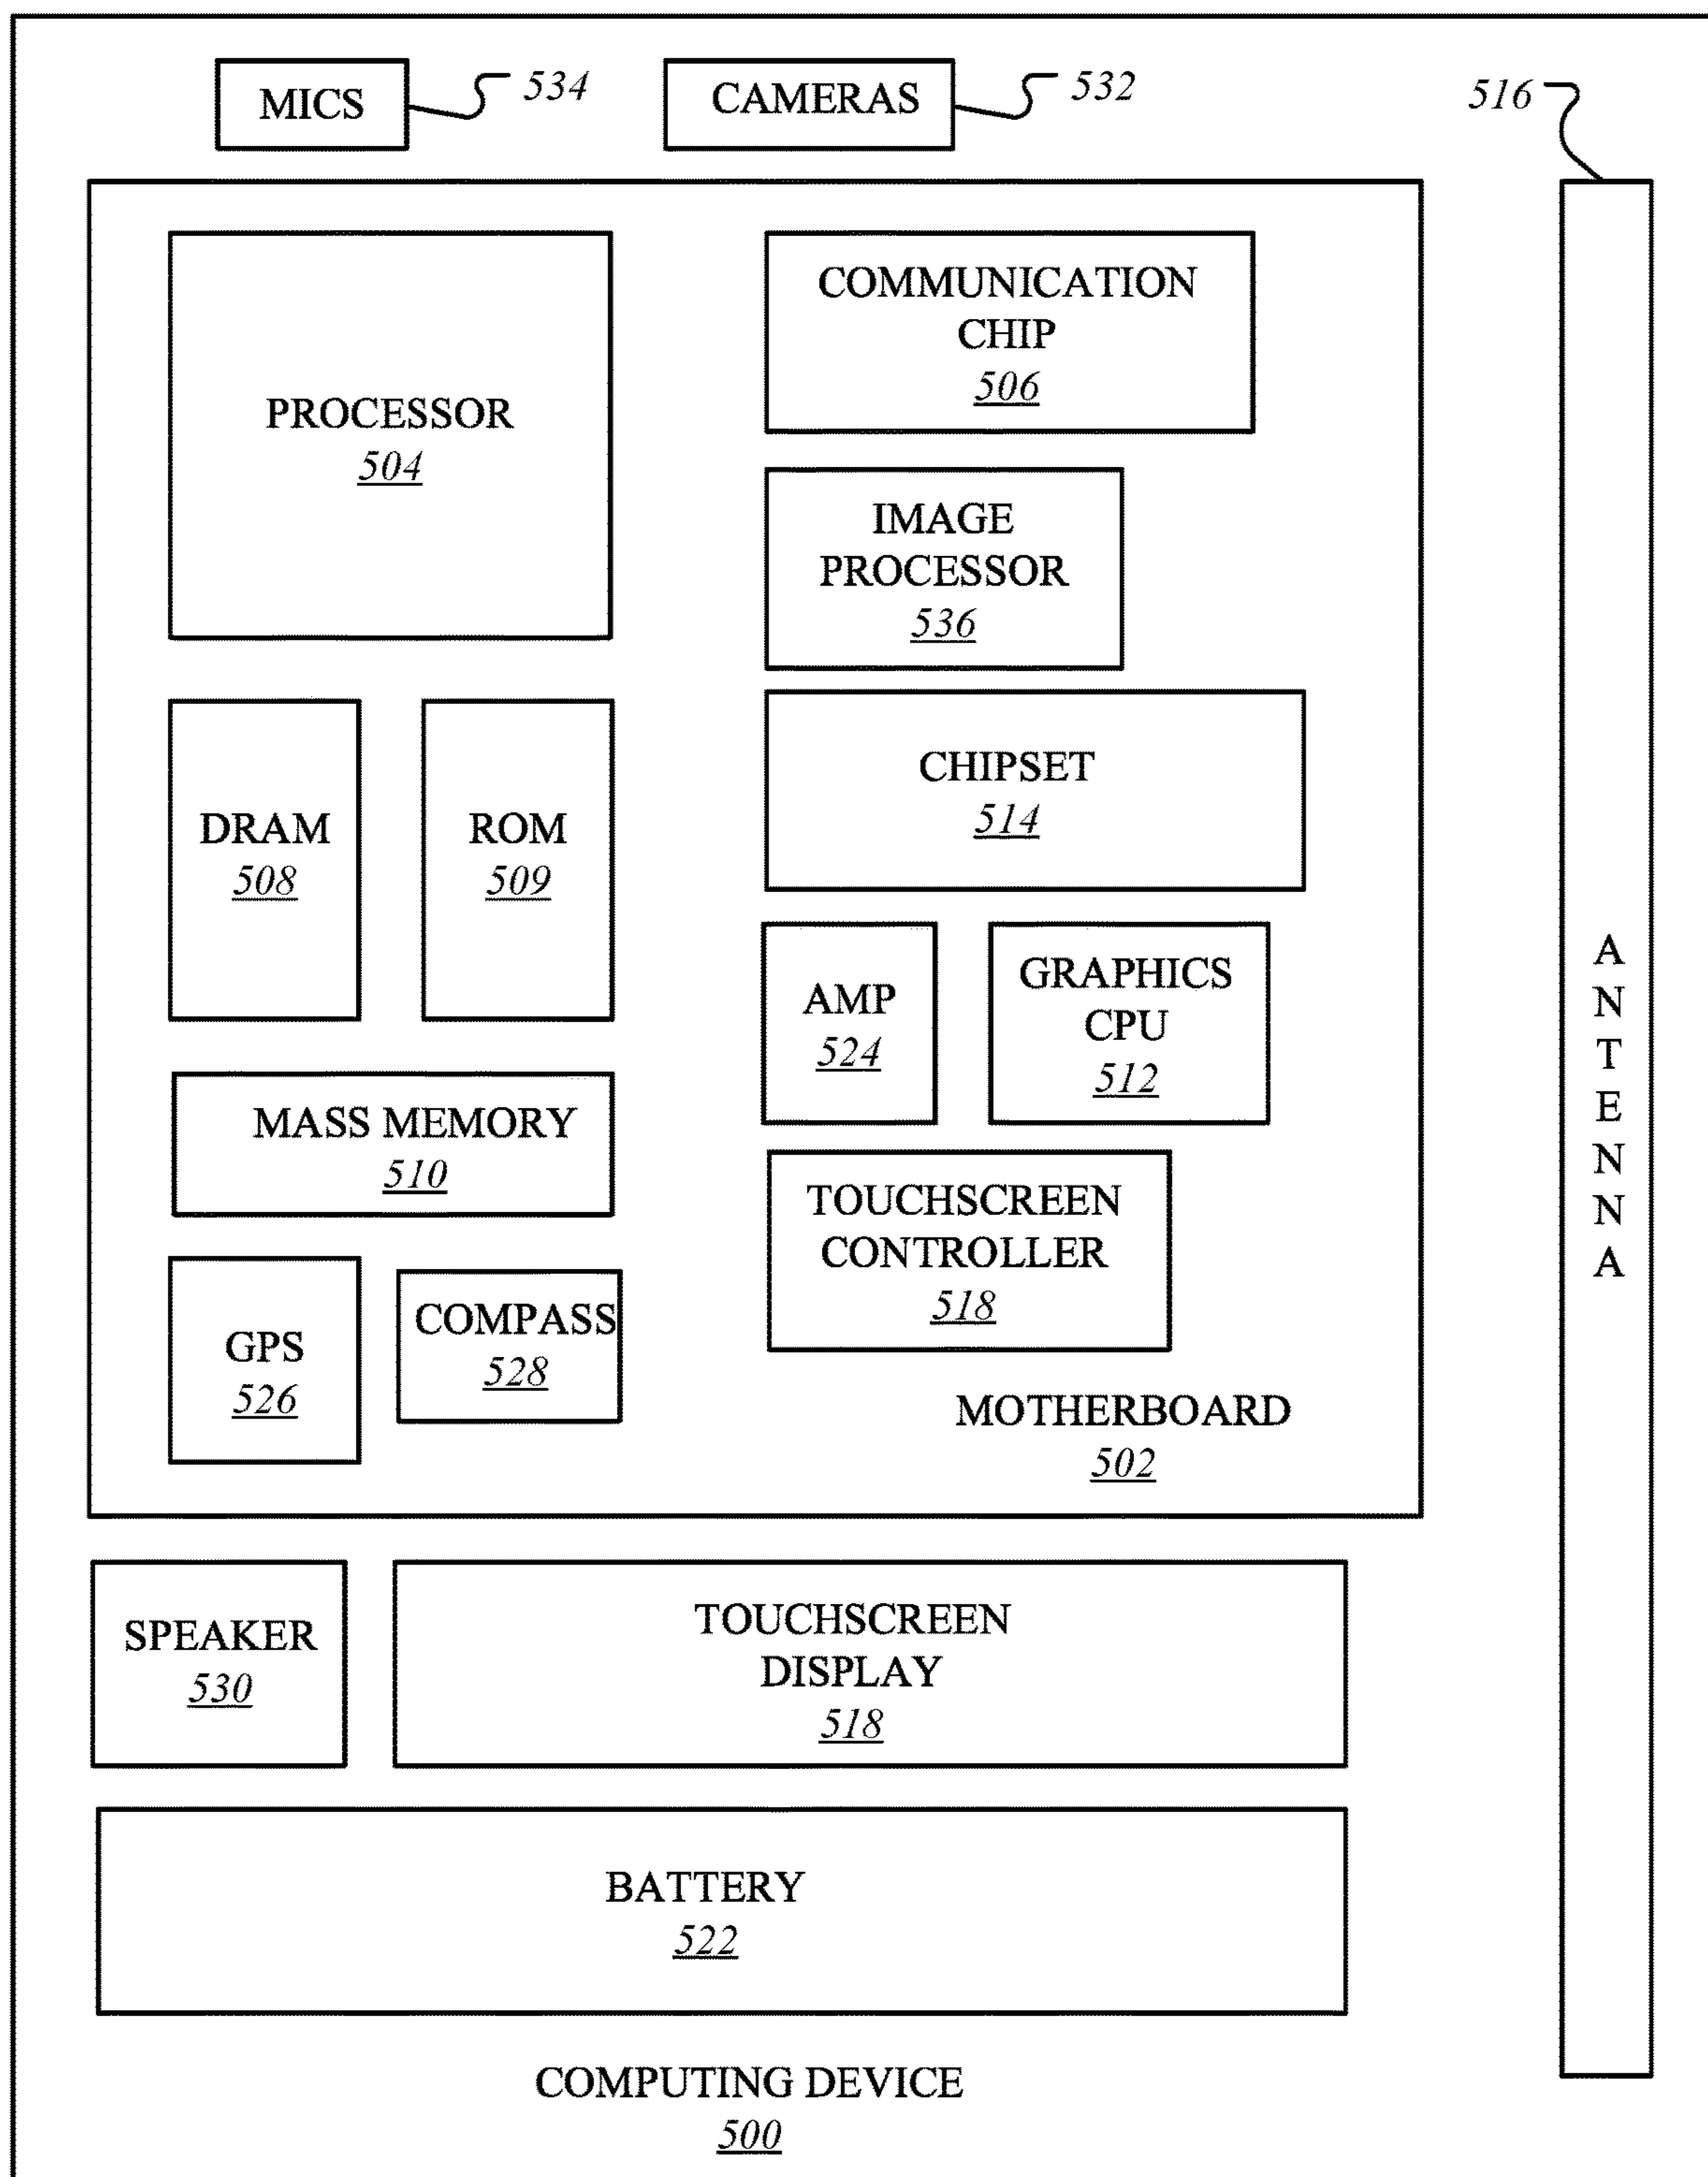 MICS
534
CAMERAS
532
516
PROCESSOR
504
COMMUNICATION
CHIP
506
IMAGE
PROCESSOR
536
DRAM
508
ROM
509
CHIPSET
514
AMP
524
GRAPHICS
CPU
512
MASS MEMORY
510
TOUCHSCREEN
CONTROLLER
518
GPS
526
COMPASS
528
MOTHERBOARD
502
SPEAKER
530
TOUCHSCREEN
DISPLAY
518
BATTERY
522
COMPUTING DEVICE
500
ANTENNA